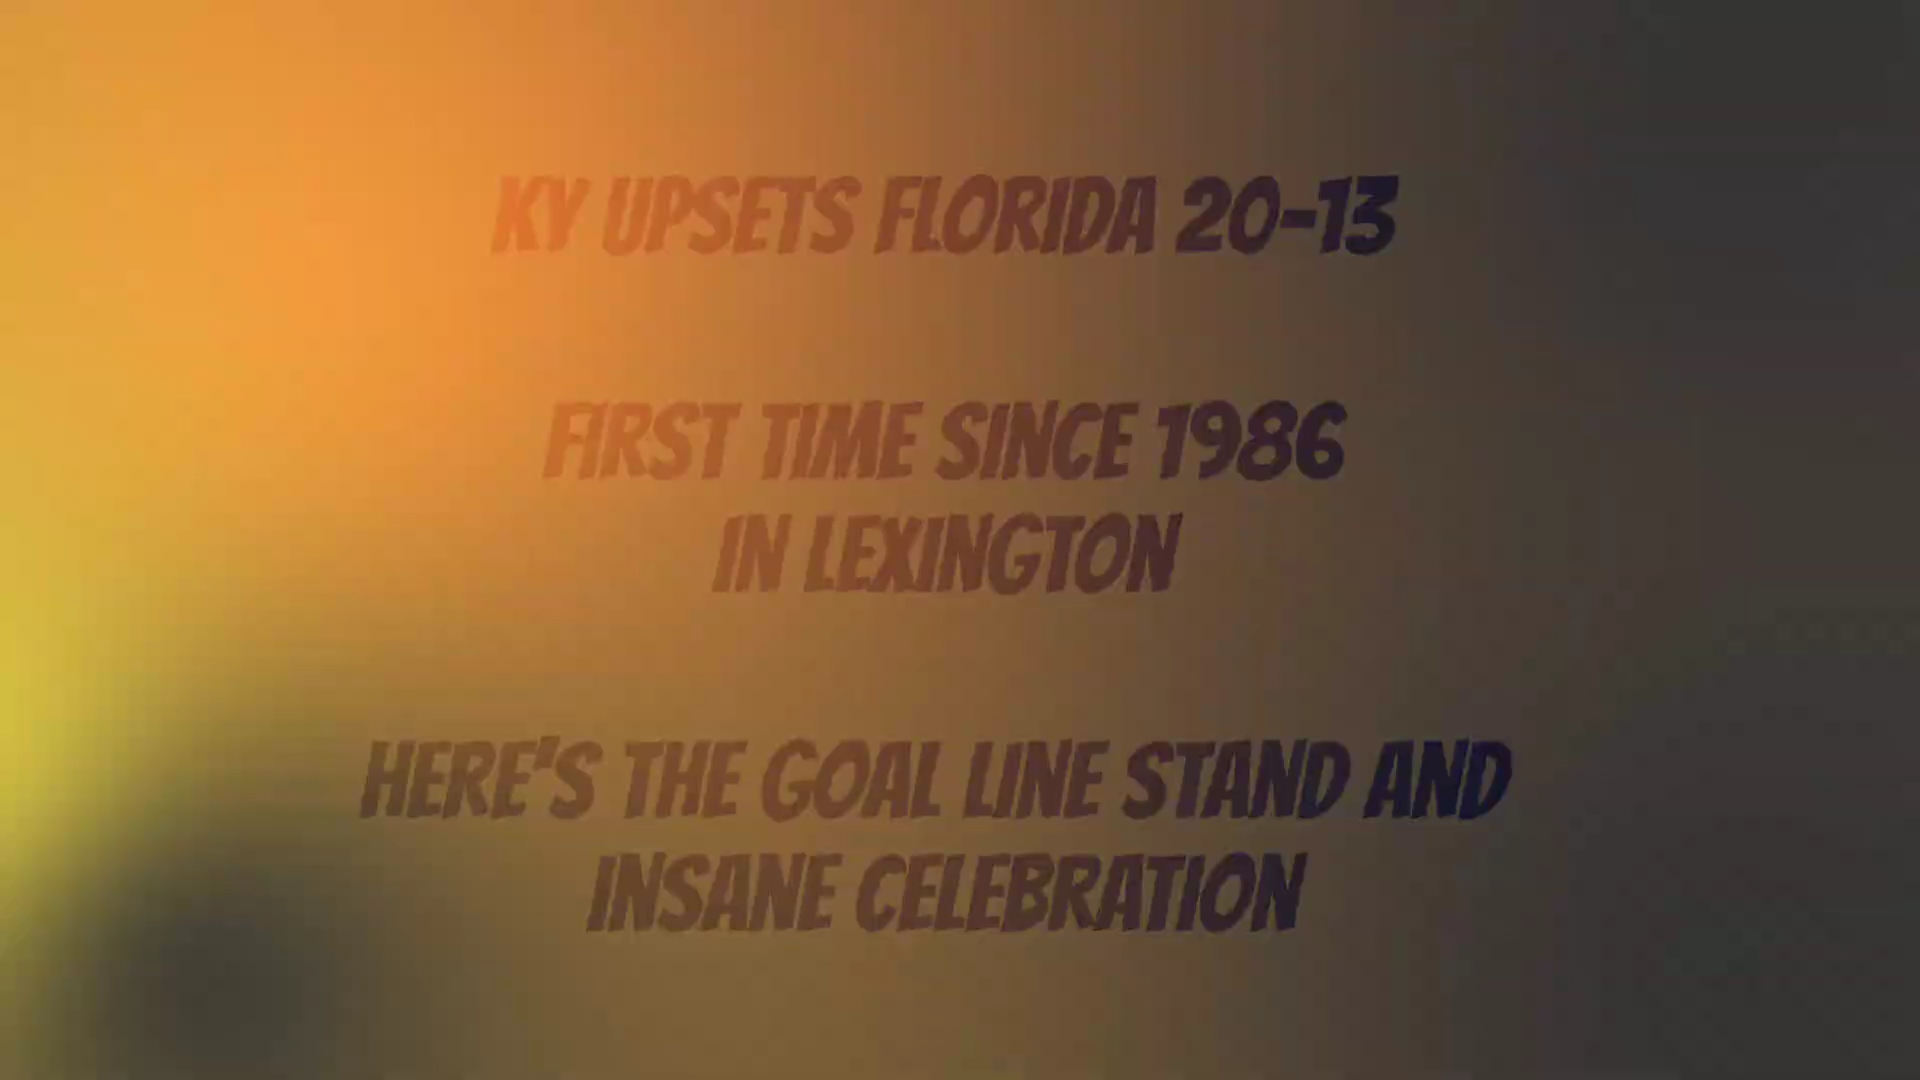 KY UPSETS FLORIDA 20-13
FIRST TIME SINCE 1986
IN LEXINGTON
HERE'S THE GOAL LINE STAND AND
INSANE CELEBRATION